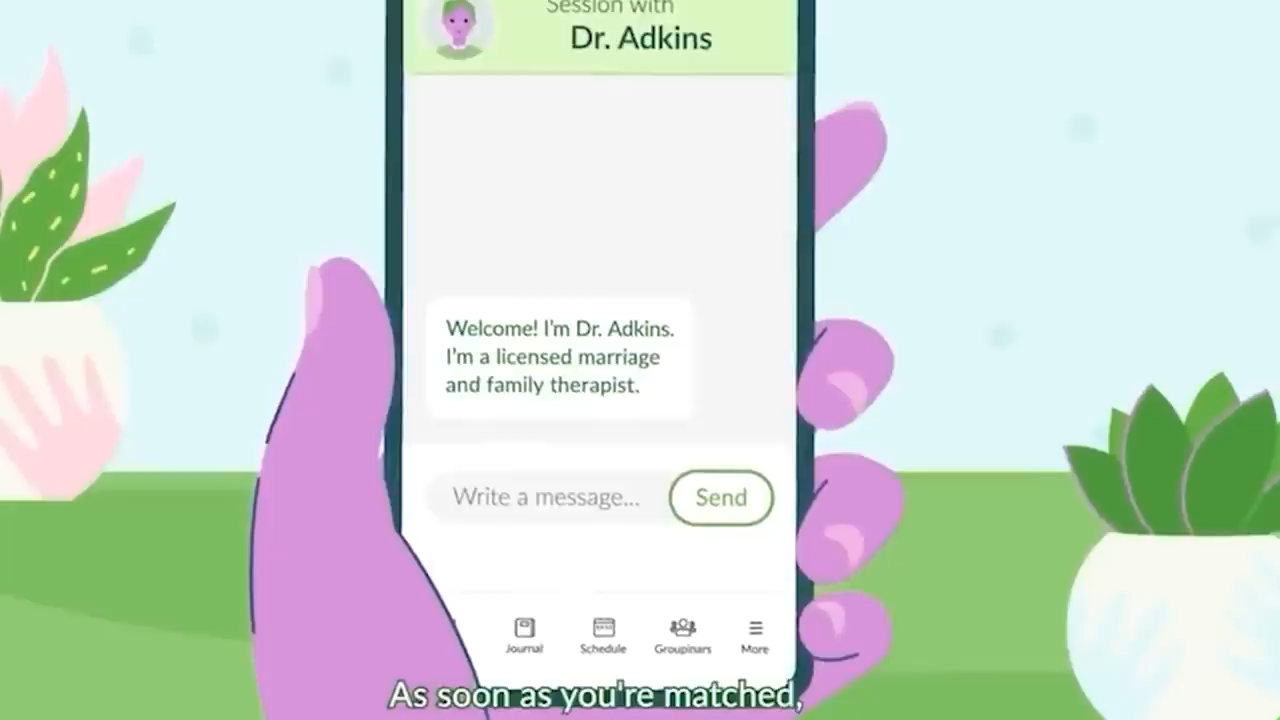 Session with
Dr. Adkins
Welcome! I'm Dr. Adkins.
I'm a licensed marriage
and family therapist.
Write a message...
Send
Journal
Schedule
Groupinars
More
As soon as you're matched,